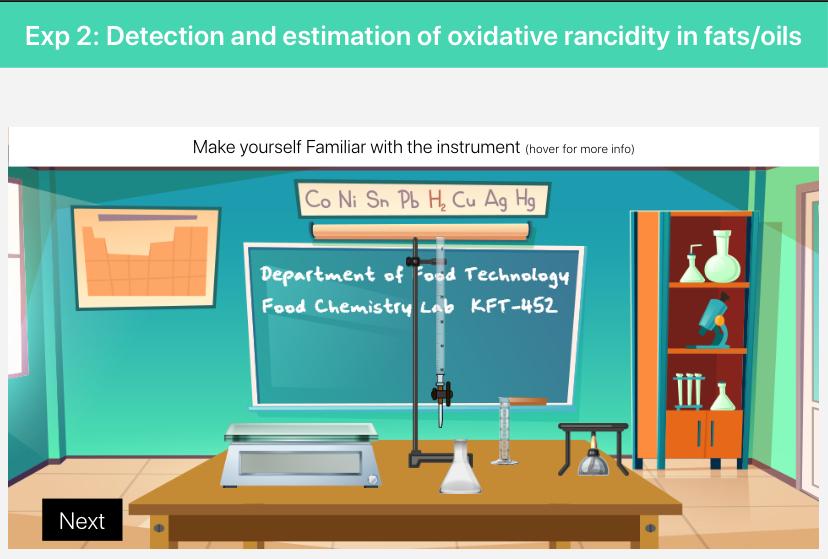 Exp 2: Detection and estimation of oxidative rancidity in fats/oils
Make yourself Familiar with the instrument (hover for more info)
Co Ni Sn Pb H₂ Cu Ag Hg
Department of Food Technology
Food Chemistry Lab KFT-452
Next